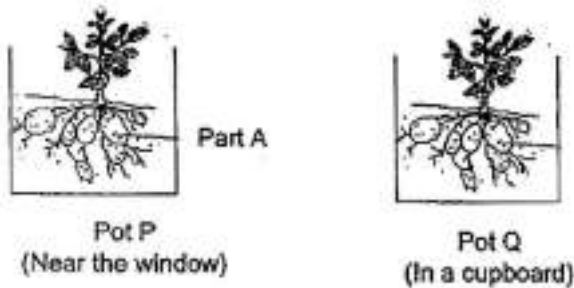 Part A
Pot P
(Near the window)
Pot Q
(In a cupboard)